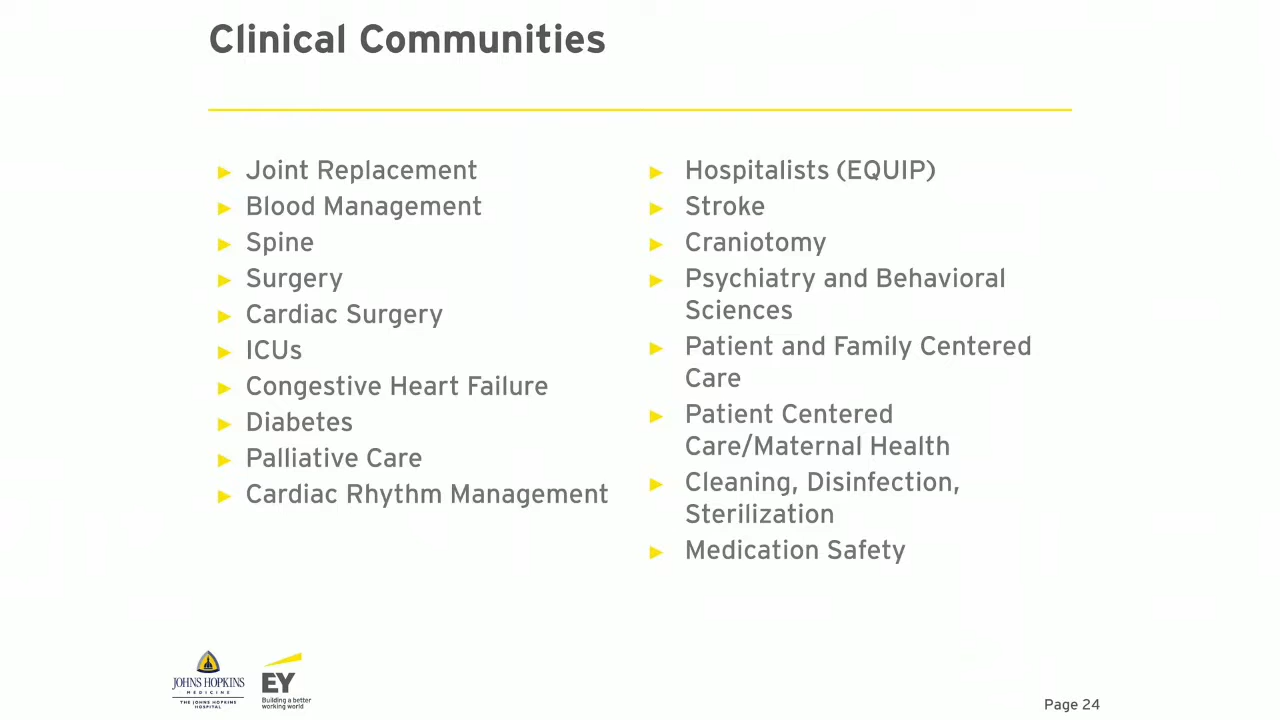 Clinical Communities
► Joint Replacement
► Blood Management
► Spine
► Surgery
► Cardiac Surgery
► ICUs
► Congestive Heart Failure
► Diabetes
► Palliative Care
► Cardiac Rhythm Management
► Hospitalists (EQUIP)
► Stroke
► Craniotomy
► Psychiatry and Behavioral
Sciences
► Patient and Family Centered
Care
► Patient Centered
Care/Maternal Health
► Cleaning, Disinfection,
Sterilization
► Medication Safety
JOHNS HOPKINS
MEDICINE
THE JOHNS HOPKINS
HOSPITAL
EY
Building a better
working world
Page 24